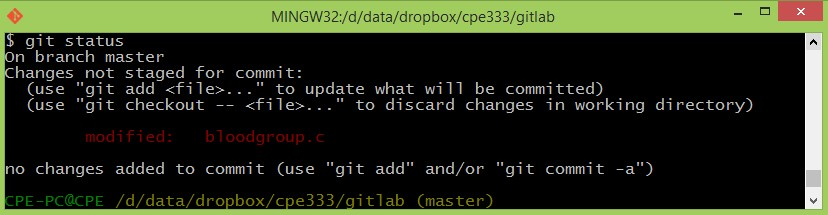 MINGW32:/d/data/dropbox/cpe333/gitlab
$ git status
On branch master
Changes not staged for commit:
  (use "git add <file>..." to update what will be committed)
  (use "git checkout -- <file>..." to discard changes in working directory)
        modified:   bloodgroup.c
no changes added to commit (use "git add" and/or "git commit -a")
CPE-PC@CPE /d/data/dropbox/cpe333/gitlab (master)